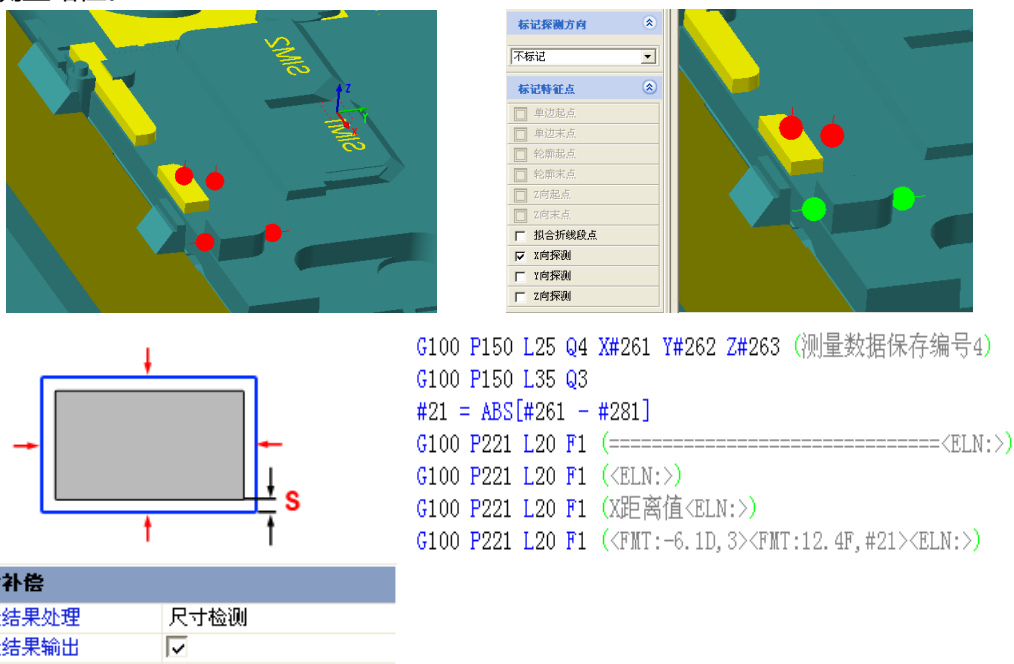 SIM2
SIM1
Z
Y
X
标记探测方向
不标记
标记特征点
单边起点
单边末点
轮廓起点
轮廓末点
Z向起点
Z向末点
拟合折线段点
X向探测
Y向探测
Z向探测
S
G100 P150 L25 Q4 X#261 Y#262 Z#263 (测量数据保存编号4)
G100 P150 L35 Q3
#21 = ABS[#261 - #281]
G100 P221 L20 F1 (===============================<ELN:>)
G100 P221 L20 F1 (<ELN:>)
G100 P221 L20 F1 (X距离值<ELN:>)
G100 P221 L20 F1 (<FMT:-6.1D,3><FMT:12.4F,#21><ELN:>)
补偿
结果处理 尺寸检测
结果输出